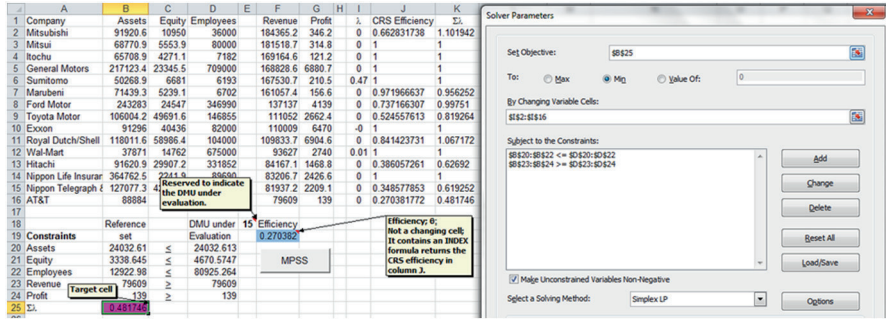 A B C D E F G H I J K
1 Company Assets Equity Employees Revenue Profit λ CRS Efficiency Σλ
2 Mitsubishi 91920.6 10950 36000 184365.2 346.2 0 0.662831738 1.101942
3 Mitsui 68770.9 5553.9 80000 181518.7 314.8 0 1 1
4 Itochu 65708.9 4271.1 7182 169164.6 121.2 0 1 1
5 General Motors 217123.4 23345.5 709000 168828.6 6880.7 0 1 1
6 Sumitomo 50268.9 6681 6193 167530.7 210.5 0.47 1 1
7 Marubeni 71439.3 5239.1 6702 161057.4 156.6 0 0.971966637 0.956252
8 Ford Motor 243283 24547 346990 137137 4139 0 0.737166307 0.99751
9 Toyota Motor 106004.2 49691.6 146855 111052 2662.4 0 0.524557613 0.819264
10 Exxon 91296 40436 82000 110009 6470 -0 1 1
11 Royal Dutch/Shell 118011.6 58986.4 104000 109833.7 6904.6 0 0.841423731 1.067172
12 Wal-Mart 37871 14762 675000 93627 2740 0.01 1 1
13 Hitachi 91620.9 29907.2 331852 84167.1 1468.8 0 0.386057261 0.62692
14 Nippon Life Insurar 364762.5 2241.9 89690 83206.7 2426.6 0 1 1
15 Nippon Telegraph & 127077.3 4 81937.2 2209.1 0 0.348577853 0.619252
16 AT&T 88884 79609 139 0 0.270381772 0.481746
Reserved to indicate
the DMU under
evaluation.
17
18 Reference DMU under 15 Efficiency
19 Constraints set Evaluation 0.270382
20 Assets 24032.61 ≤ 24032.613
21 Equity 3338.645 ≤ 4670.5747
22 Employees 12922.98 ≤ 80925.264
23 Revenue 79609 ≥ 79609
24 Profit 139 ≥ 139
25 Σλ 0.481746
Target cell
MPSS
Efficiency; θ;
Not a changing cell;
It contains an INDEX
formula returns the
CRS efficiency in
column J.
Solver Parameters
Set Objective: $B$25
To: Max Min Value Of: 0
By Changing Variable Cells:
$I$2:$I$16
Subject to the Constraints:
$B$20:$B$22 <= $D$20:$D$22
$B$23:$B$24 >= $D$23:$D$24
Add
Change
Delete
Reset All
Load/Save
Make Unconstrained Variables Non-Negative
Select a Solving Method: Simplex LP Options